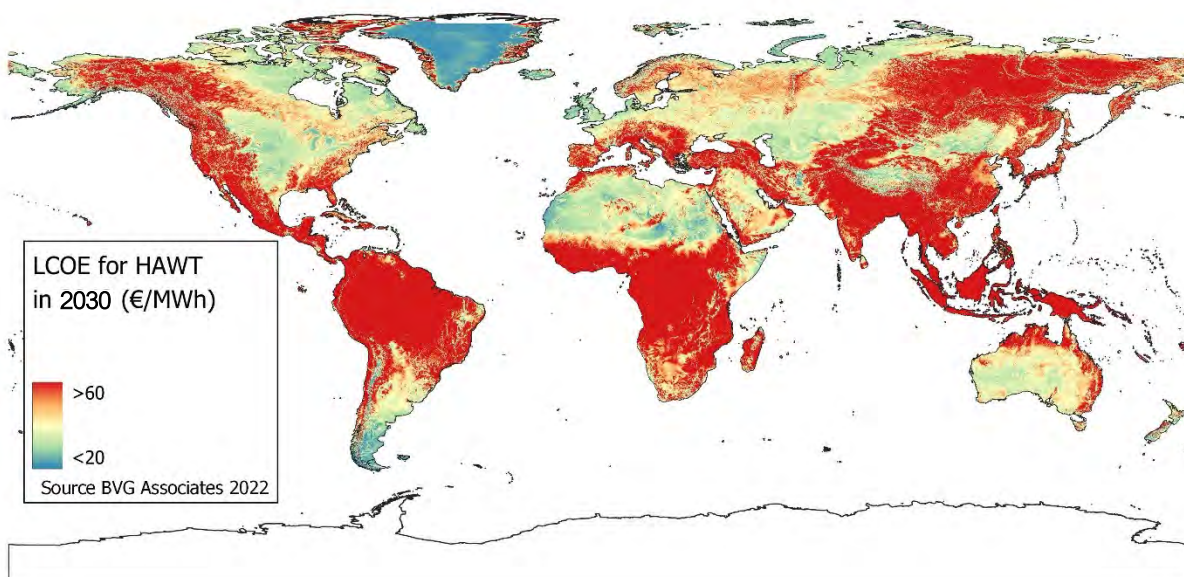 LCOE for HAWT
in 2030 (€/MWh)
>60
<20
Source BVG Associates 2022